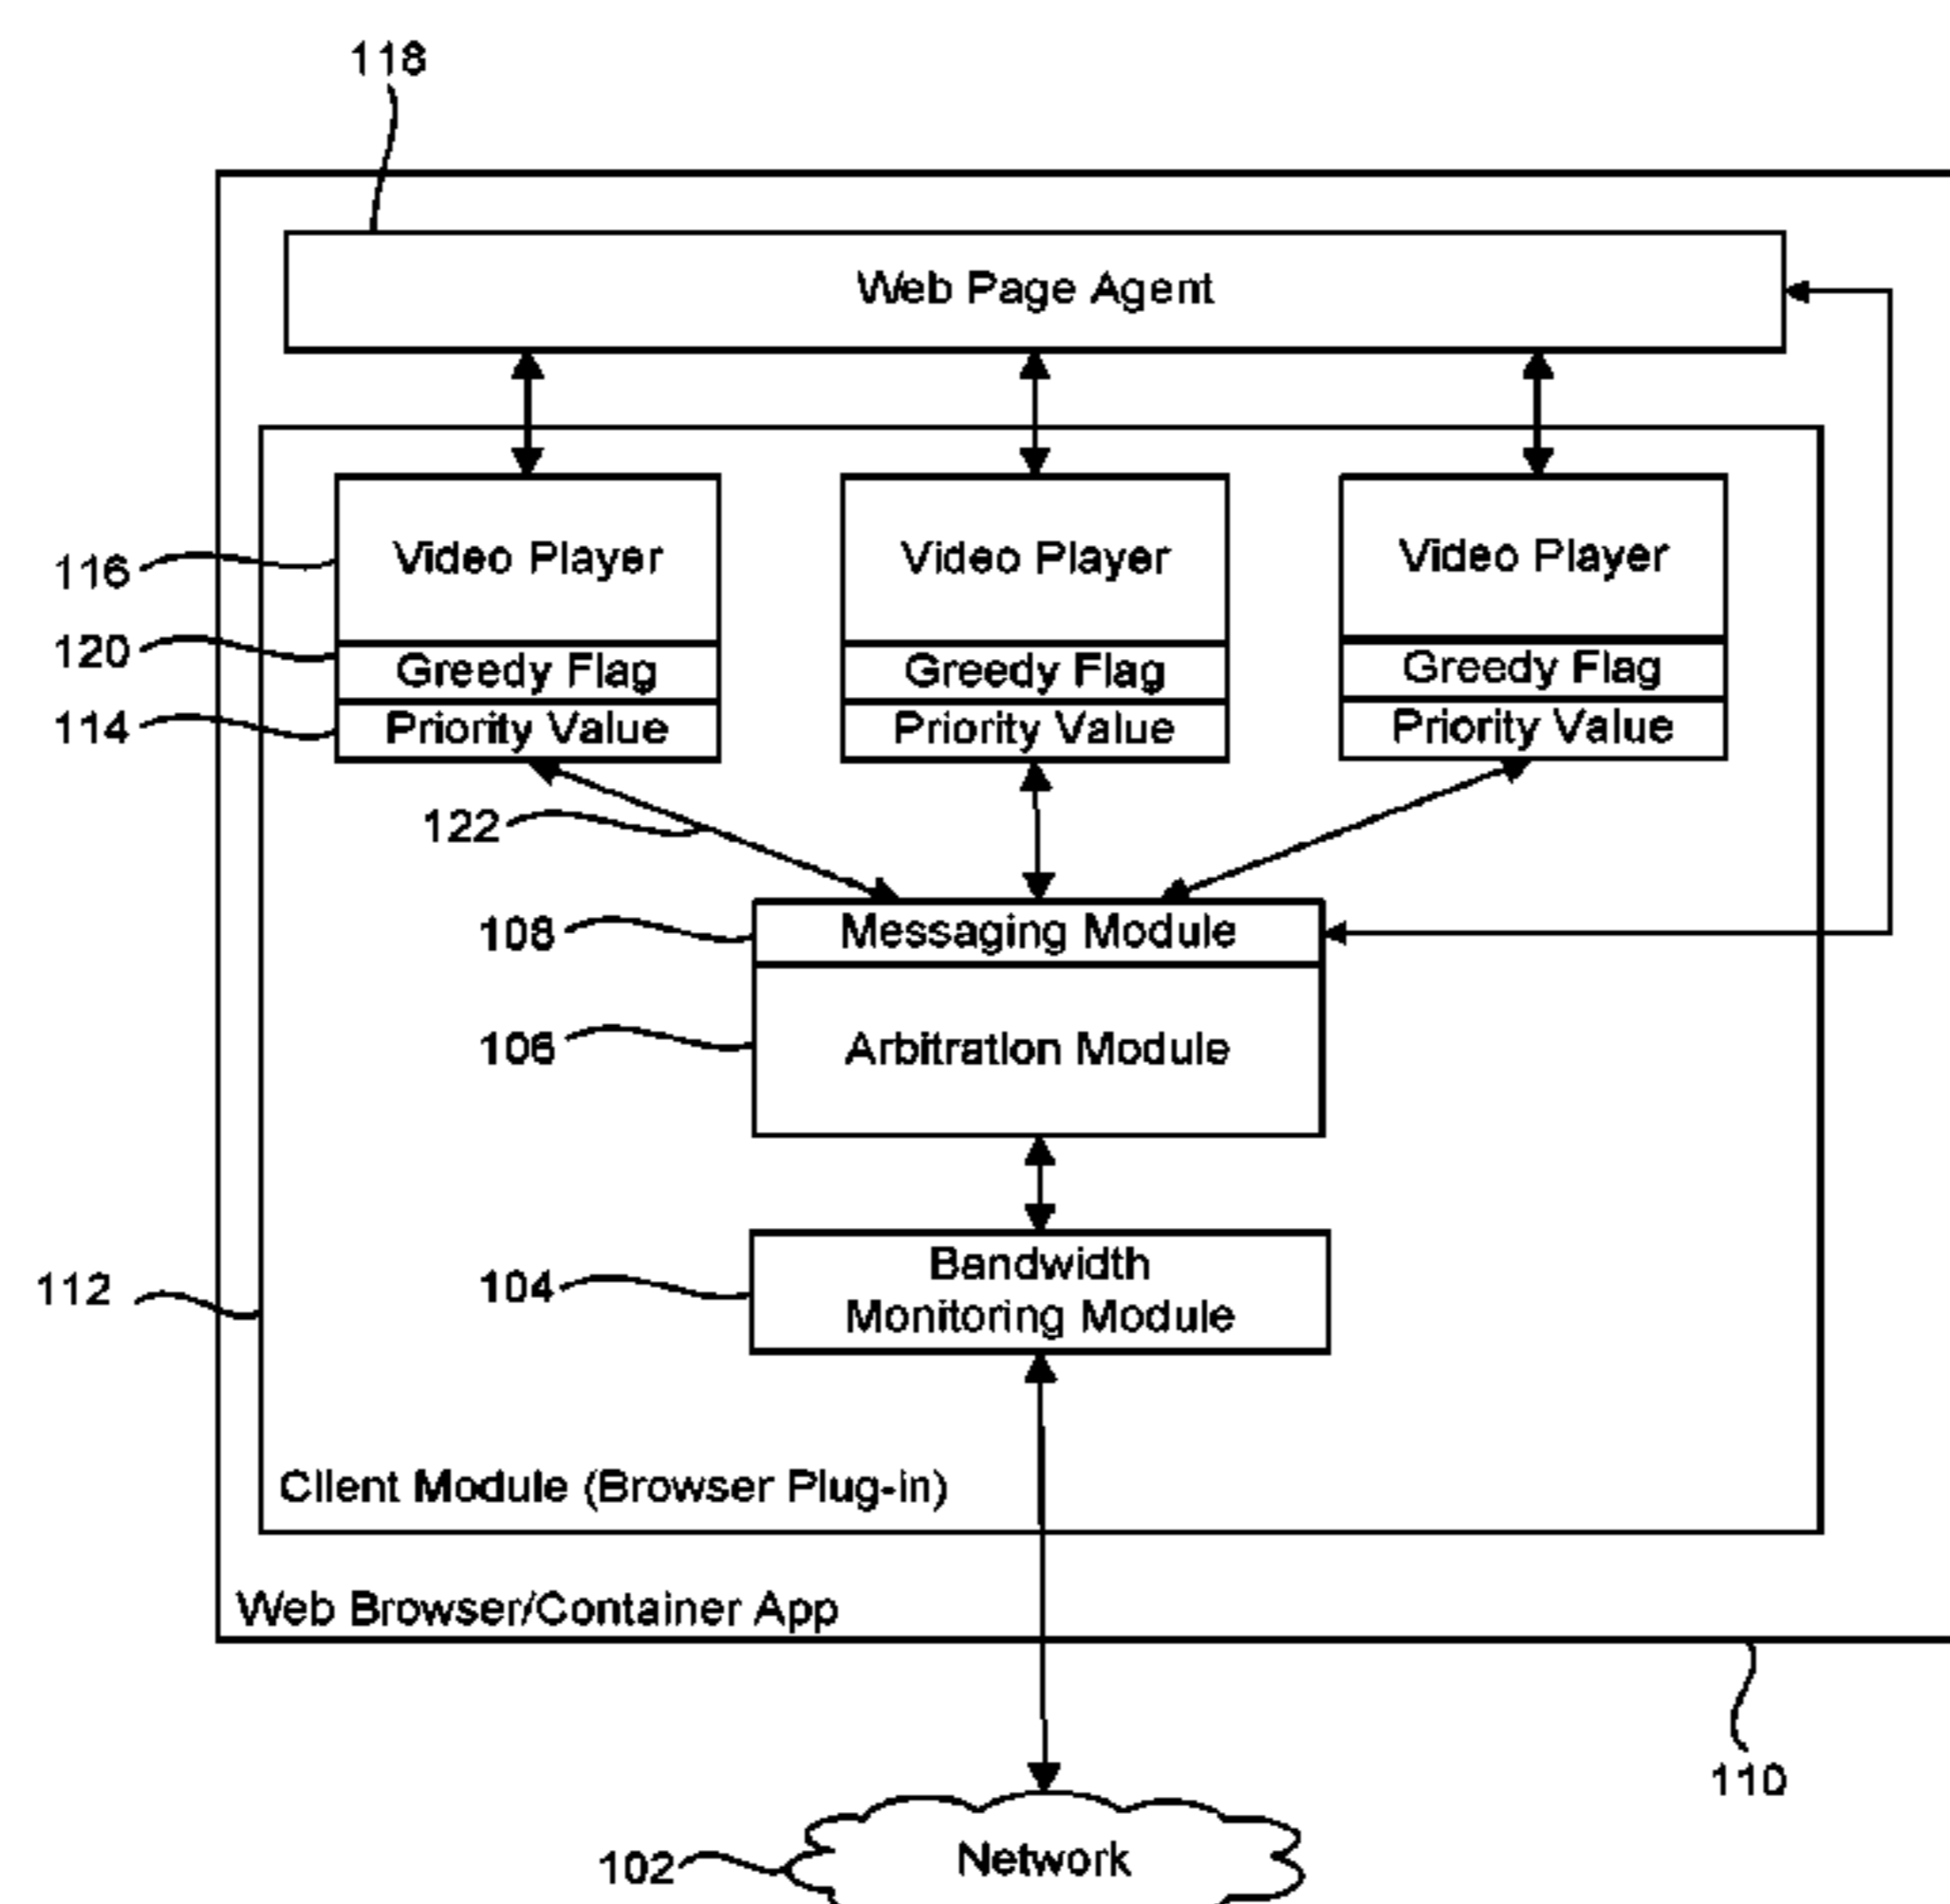 118
Web Page Agent
Video Player
Video Player
Video Player
116
Greedy Flag
Greedy Flag
Greedy Flag
120
Priority Value
Priority Value
Priority Value
114
122
108
Messaging Module
106
Arbitration Module
104
Bandwidth
Monitoring Module
112
Client Module (Browser Plug-in)
Web Browser/Container App
110
102
Network